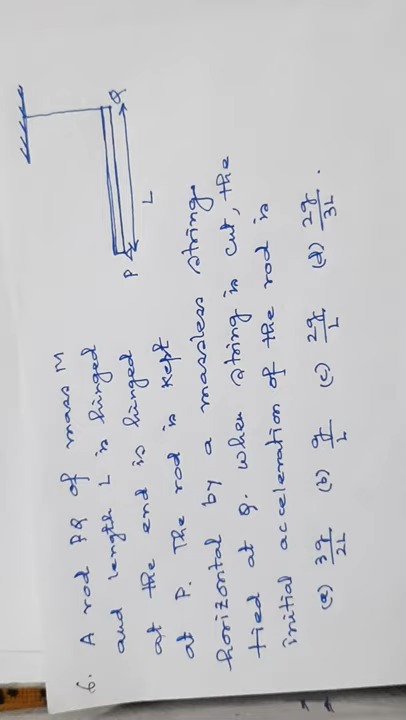 6. A rod PQ of mass M
and length L is hinged
at the end is hinged
at P. The rod is kept
horizontal by a massless string
tied at Q. when string is cut, the
initial acceleration of the rod is
(a) 3g/2L (b) g/L (c) 2g/L (d) 2g/3L.
P
L
Q